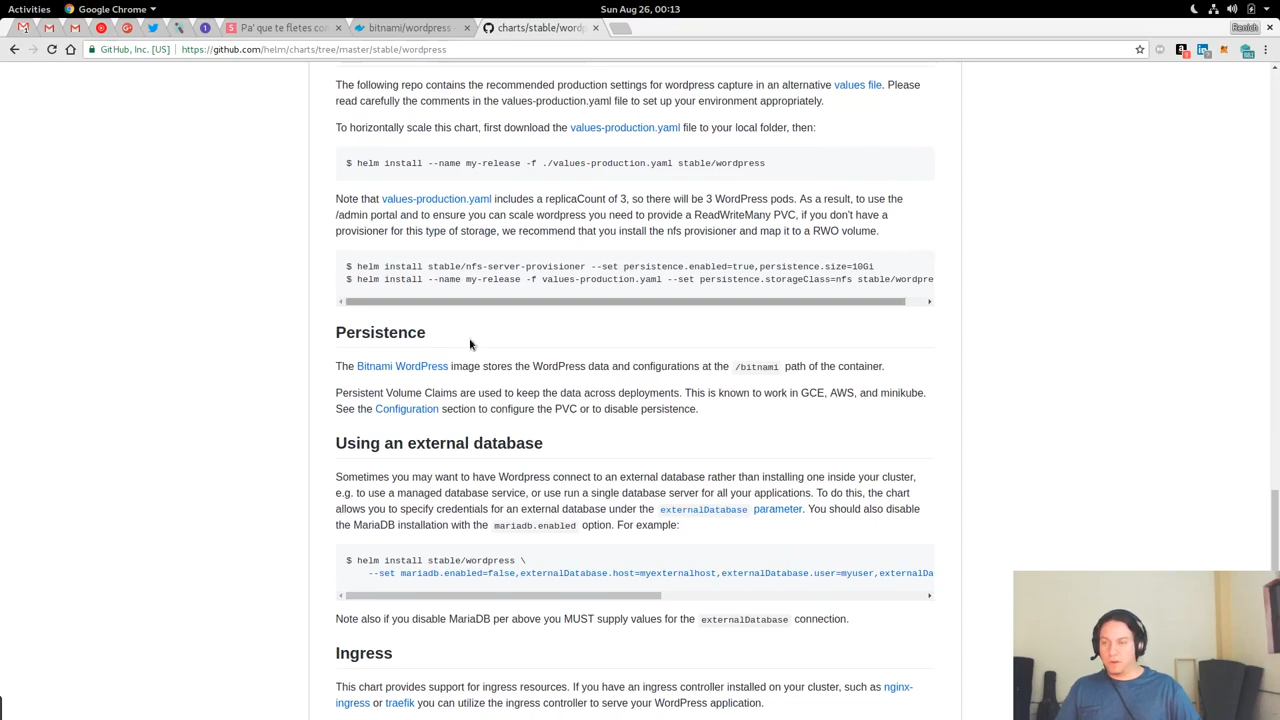 Activities
Google Chrome
Sun Aug 26, 00:13
Pa' que te fletes con
bitnami/wordpress -
charts/stable/wordp
Renich
GitHub, Inc. [US]
https://github.com/helm/charts/tree/master/stable/wordpress
The following repo contains the recommended production settings for wordpress capture in an alternative values file. Please
read carefully the comments in the values-production.yaml file to set up your environment appropriately.
To horizontally scale this chart, first download the values-production.yaml file to your local folder, then:
$ helm install --name my-release -f ./values-production.yaml stable/wordpress
Note that values-production.yaml includes a replicaCount of 3, so there will be 3 WordPress pods. As a result, to use the
/admin portal and to ensure you can scale wordpress you need to provide a ReadWriteMany PVC, if you don't have a
provisioner for this type of storage, we recommend that you install the nfs provisioner and map it to a RWO volume.
$ helm install stable/nfs-server-provisioner --set persistence.enabled=true,persistence.size=10Gi
$ helm install --name my-release -f values-production.yaml --set persistence.storageClass=nfs stable/wordpre
Persistence
The Bitnami WordPress image stores the WordPress data and configurations at the /bitnami path of the container.
Persistent Volume Claims are used to keep the data across deployments. This is known to work in GCE, AWS, and minikube.
See the Configuration section to configure the PVC or to disable persistence.
Using an external database
Sometimes you may want to have Wordpress connect to an external database rather than installing one inside your cluster,
e.g. to use a managed database service, or use run a single database server for all your applications. To do this, the chart
allows you to specify credentials for an external database under the externalDatabase parameter. You should also disable
the MariaDB installation with the mariadb.enabled option. For example:
$ helm install stable/wordpress \
--set mariadb.enabled=false,externalDatabase.host=myexternalhost,externalDatabase.user=myuser,externalDa
Note also if you disable MariaDB per above you MUST supply values for the externalDatabase connection.
Ingress
This chart provides support for ingress resources. If you have an ingress controller installed on your cluster, such as nginx-
ingress or traefik you can utilize the ingress controller to serve your WordPress application.